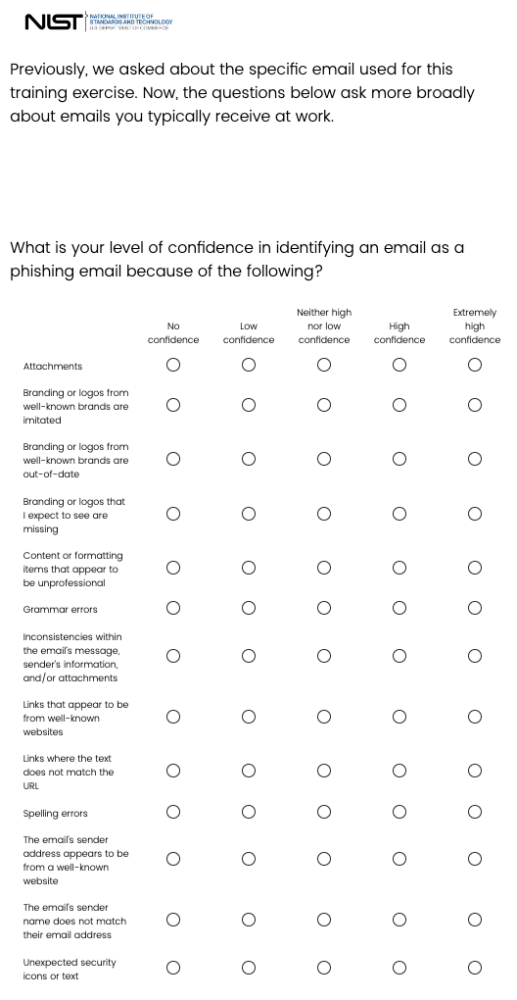 NIST
NATIONAL INSTITUTE OF
STANDARDS AND TECHNOLOGY
U.S. DEPARTMENT OF COMMERCE
Previously, we asked about the specific email used for this
training exercise. Now, the questions below ask more broadly
about emails you typically receive at work.
What is your level of confidence in identifying an email as a
phishing email because of the following?
No
confidence
Low
confidence
Neither high
nor low
confidence
High
confidence
Extremely
high
confidence
Attachments
Branding or logos from
well-known brands are
imitated
Branding or logos from
well-known brands are
out-of-date
Branding or logos that
I expect to see are
missing
Content or formatting
items that appear to
be unprofessional
Grammar errors
Inconsistencies within
the email's message,
sender's information,
and/or attachments
Links that appear to be
from well-known
websites
Links where the text
does not match the
URL
Spelling errors
The email's sender
address appears to be
from a well-known
website
The email's sender
name does not match
their email address
Unexpected security
icons or text